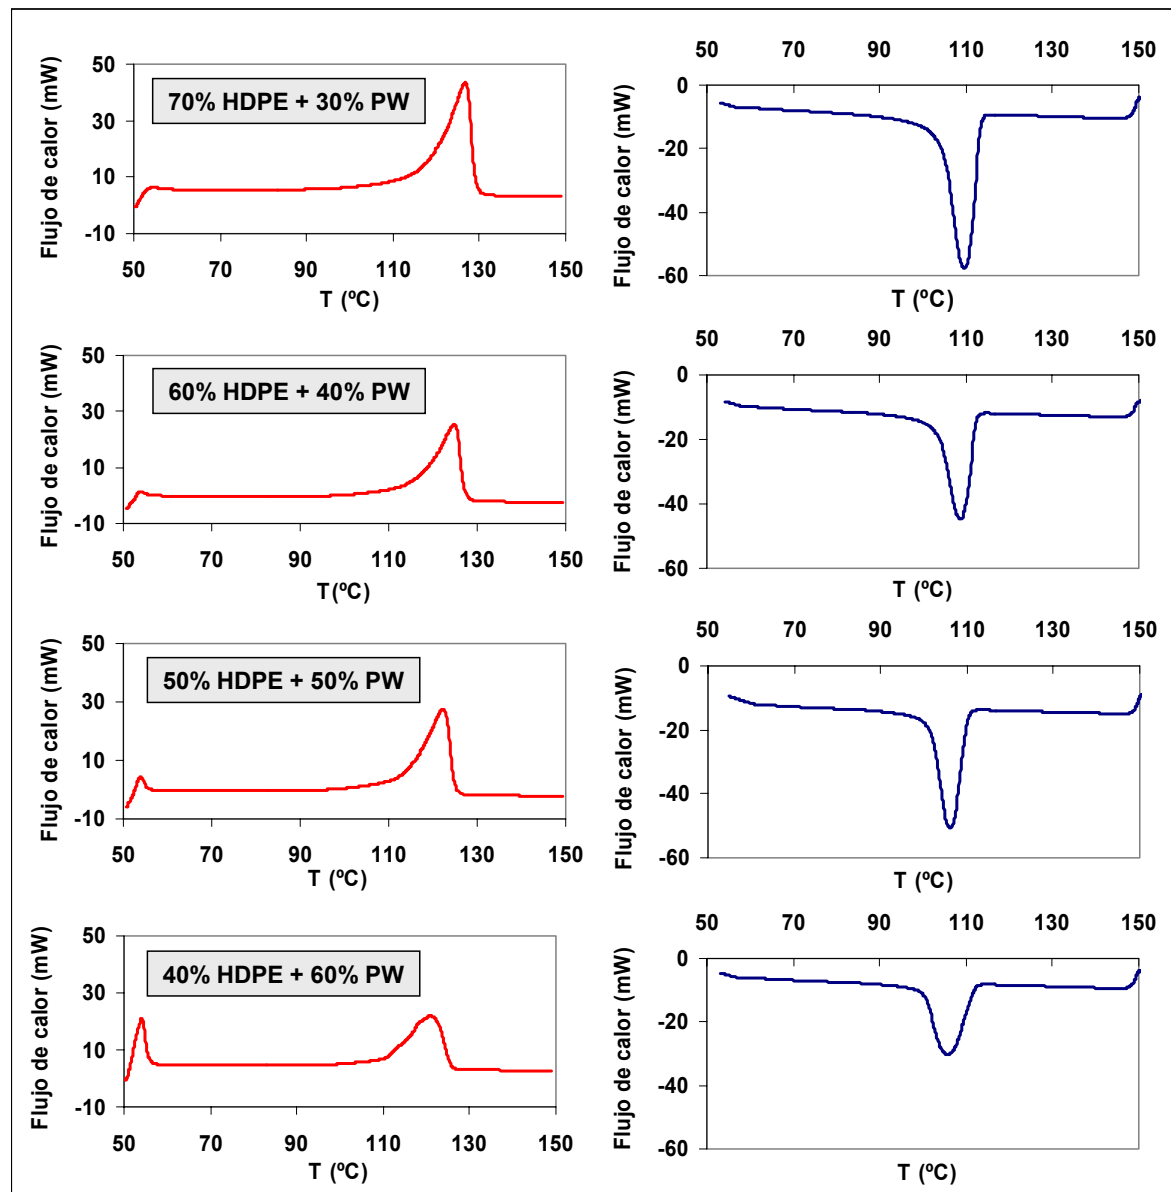 50
30
10
-10
Flujo de calor (mW)
70% HDPE + 30% PW
50 70 90 110 130 150
T (ºC)
50 70 90 110 130 150
0
-20
-40
-60
Flujo de calor (mW)
T (ºC)
50
30
10
-10
Flujo de calor (mW)
60% HDPE + 40% PW
50 70 90 110 130 150
T(ºC)
50 70 90 110 130 150
0
-20
-40
-60
Flujo de calor (mW)
T (ºC)
50
30
10
-10
Flujo de calor (mW)
50% HDPE + 50% PW
50 70 90 110 130 150
T (ºC)
50 70 90 110 130 150
0
-20
-40
-60
Flujo de calor (mW)
T (ºC)
50
30
10
-10
Flujo de calor (mW)
40% HDPE + 60% PW
50 70 90 110 130 150
T (ºC)
50 70 90 110 130 150
0
-20
-40
-60
Flujo de calor (mW)
T (ºC)